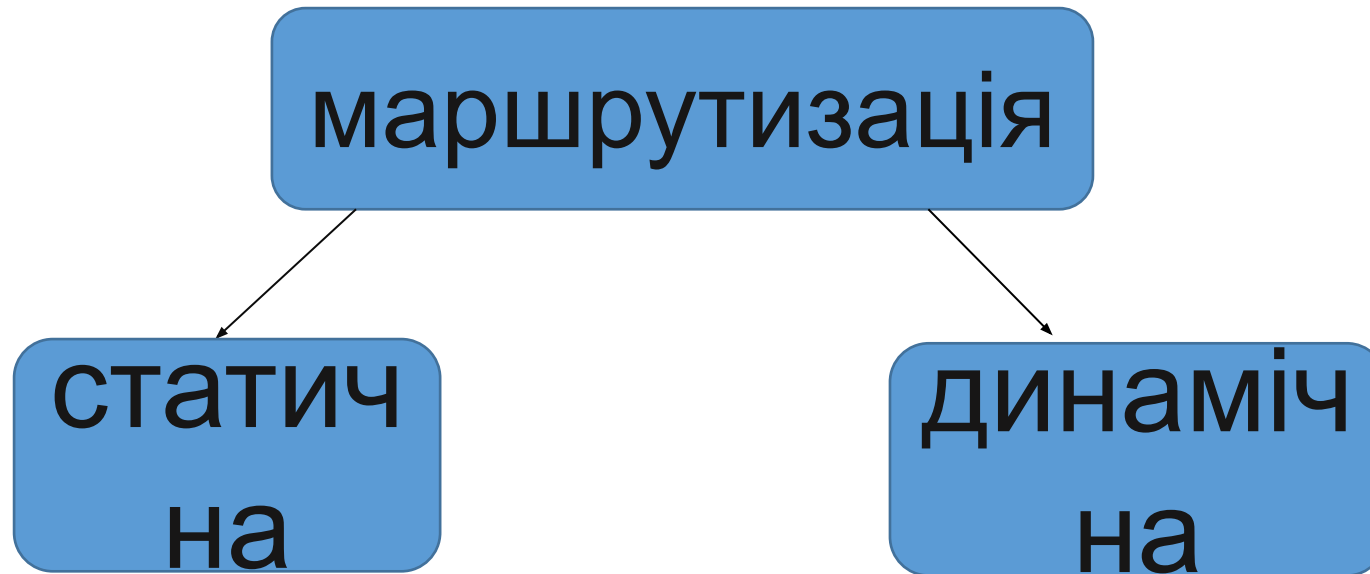 маршрутизація
статич
на
динаміч
на